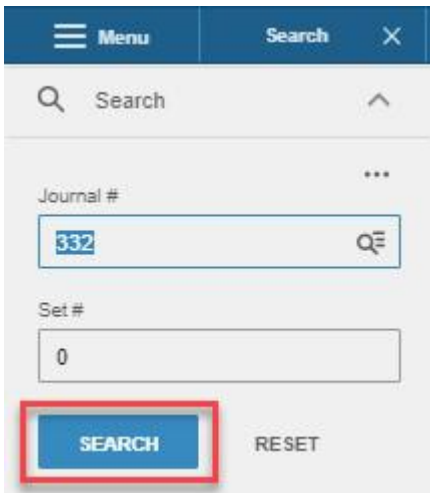 Menu Search
Search
Journal #
332
Set #
0
SEARCH RESET